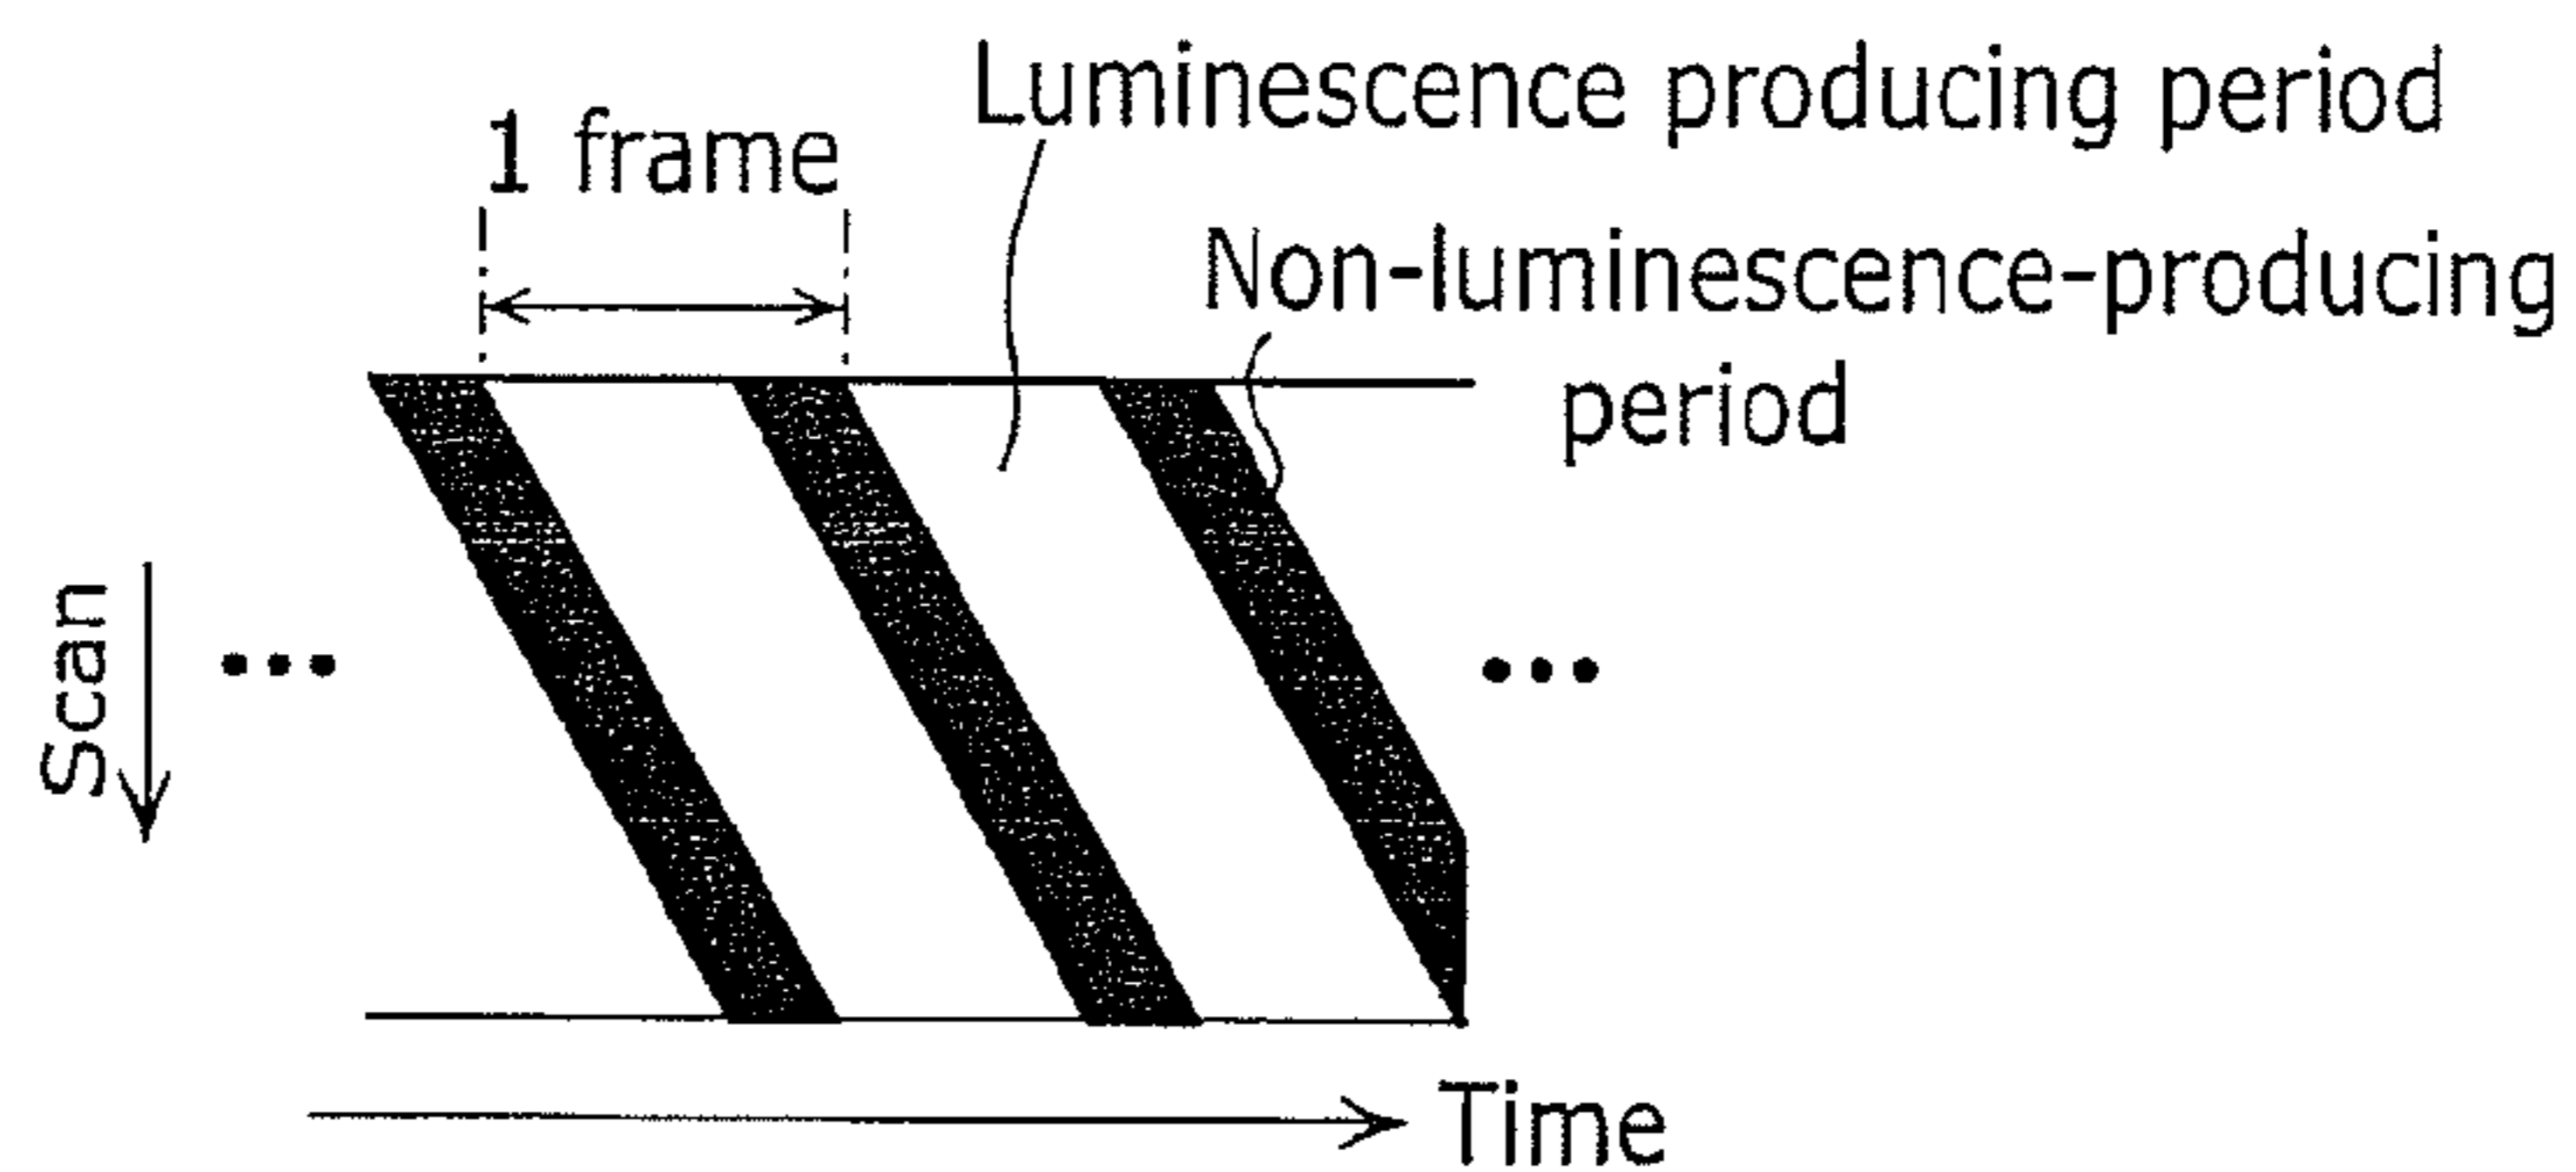 Luminescence producing period
1 frame
Non-luminescence-producing
period
Scan
Time